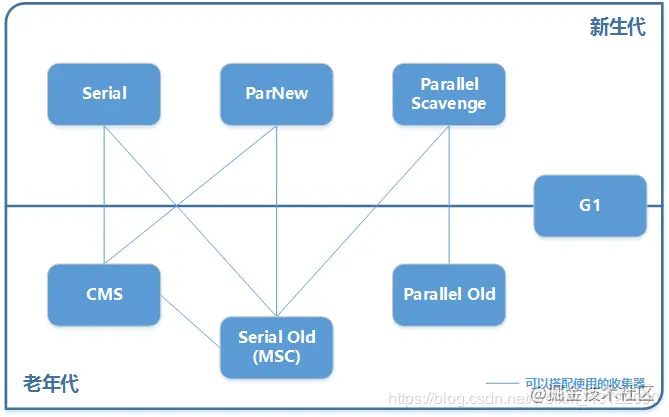 新生代
Serial
ParNew
Parallel
Scavenge
G1
CMS
Serial Old
(MSC)
Parallel Old
老年代
可以搭配使用的收集器
@掘金技术社区
https://blog.csdn.net/